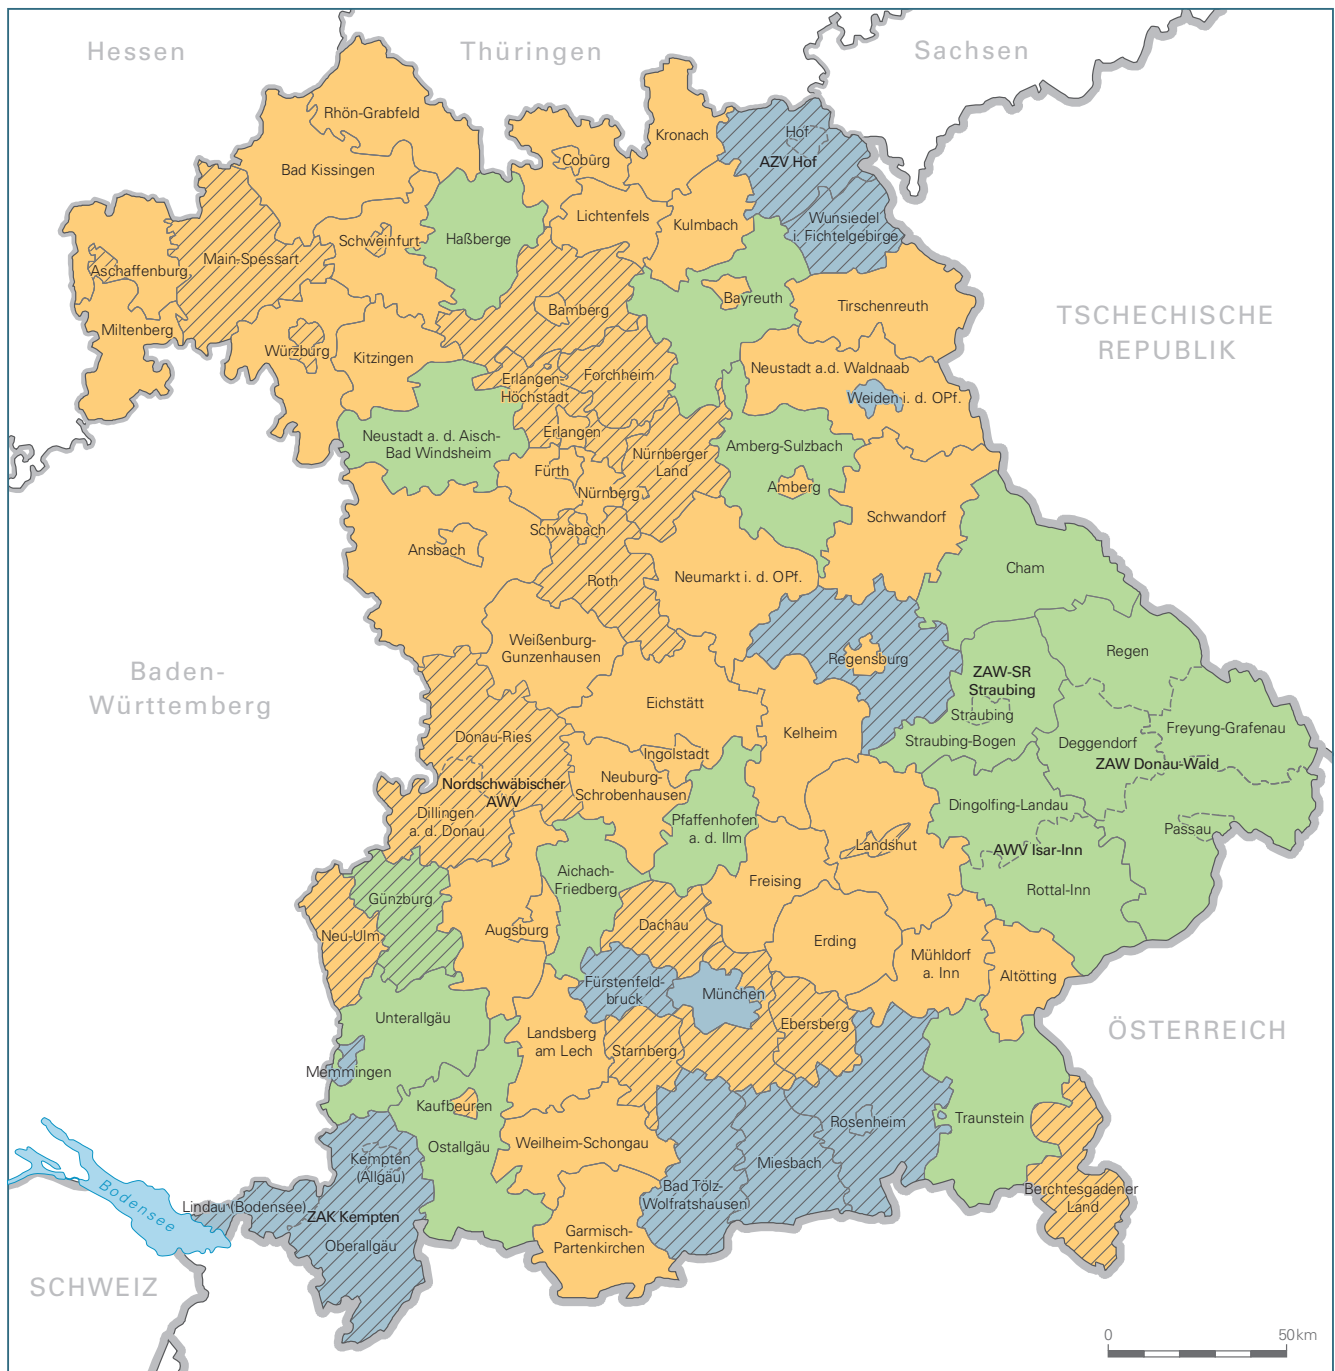 Hessen
Thüringen
Sachsen
Rhön-Grabfeld
Kronach
Hof
Coburg
AZV Hof
Bad Kissingen
Lichtenfels
Kulmbach
Wunsiedel
i. Fichtelgebirge
Schweinfurt
Haßberge
Main-Spessart
Aschaffenburg
Bayreuth
Tirschenreuth
Bamberg
TSCHECHISCHE
REPUBLIK
Miltenberg
Würzburg
Kitzingen
Neustadt a.d. Waldnaab
Forchheim
Erlangen-
Höchstadt
Weiden i. d. OPf.
Erlangen
Neustadt a. d. Aisch-
Bad Windsheim
Amberg-Sulzbach
Nürnberger
Land
Fürth
Amberg
Nürnberg
Schwandorf
Schwabach
Ansbach
Cham
Roth
Neumarkt i. d. OPf.
Weißenburg-
Gunzenhausen
Regensburg
Regen
Baden-
Württemberg
ZAW-SR
Straubing
Eichstätt
Straubing
Freyung-Grafenau
Kelheim
Donau-Ries
Straubing-Bogen
Deggendorf
ZAW Donau-Wald
Ingolstadt
Neuburg-
Schrobenhausen
Nordschwäbischer
AWV
Dillingen
a. d. Donau
Dingolfing-Landau
Pfaffenhofen
a. d. Ilm
Passau
Landshut
AWV Isar-Inn
Aichach-
Friedberg
Freising
Rottal-Inn
Günzburg
Dachau
Augsburg
Neu-Ulm
Erding
Mühldorf
a. Inn
Altötting
Fürstenfeld-
bruck
München
Unterallgäu
Ebersberg
ÖSTERREICH
Landsberg
am Lech
Starnberg
Memmingen
Kaufbeuren
Rosenheim
Traunstein
Ostallgäu
Weilheim-Schongau
Kempten
(Allgäu)
Miesbach
Bad Tölz-
Wolfratshausen
Berchtesgadener
Land
Bodensee
Lindau (Bodensee)
ZAK Kempten
Oberallgäu
Garmisch-
Partenkirchen
SCHWEIZ
0
50 km